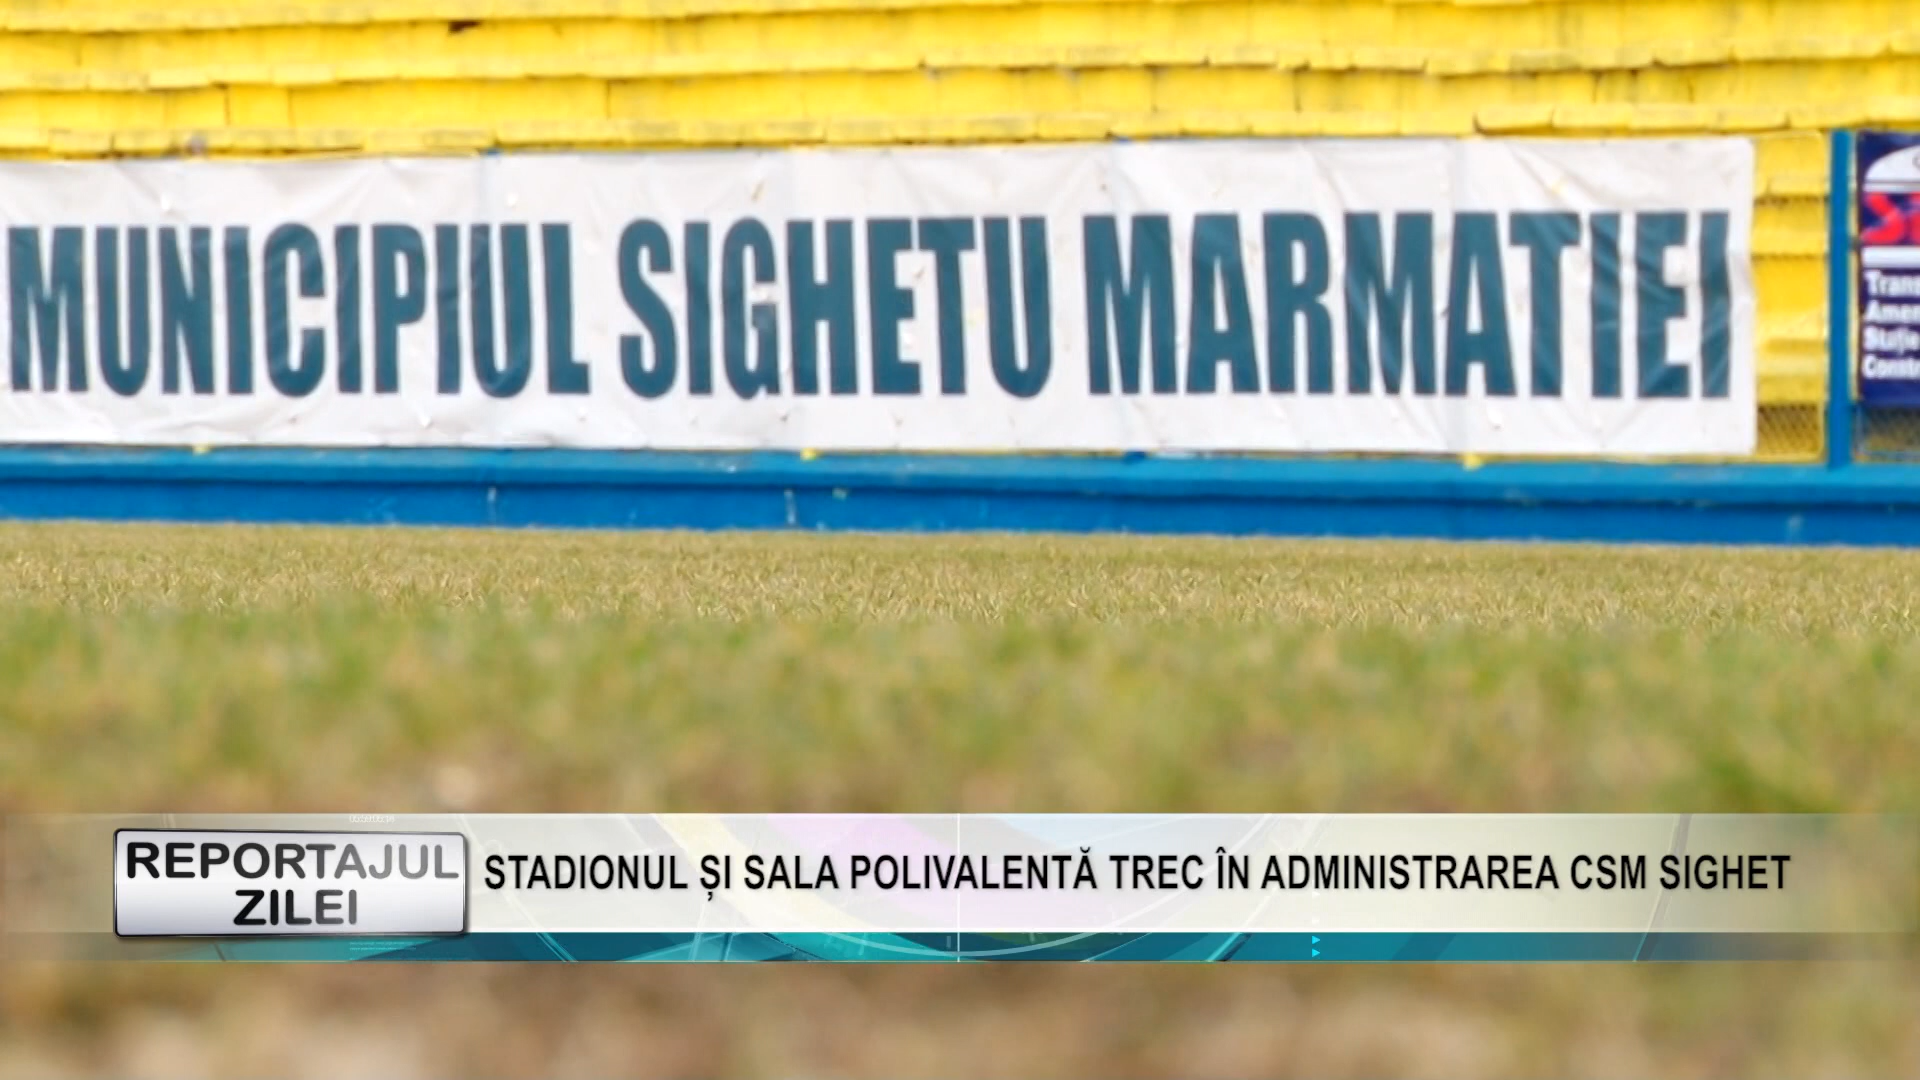 MUNICIPIUL SIGHETU MARMATIEI
REPORTAJUL
ZILEI
STADIONUL ȘI SALA POLIVALENTĂ TREC ÎN ADMINISTRAREA CSM SIGHET